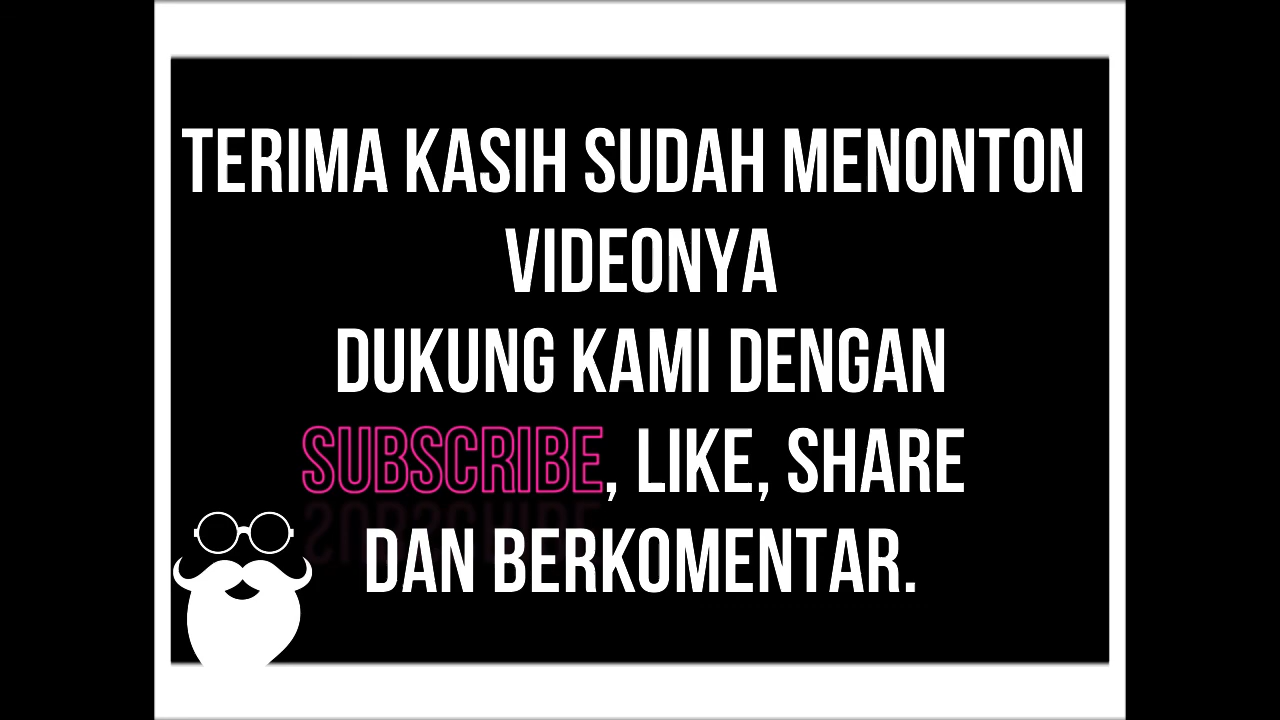 TERIMA KASIH SUDAH MENONTON
VIDEONYA
DUKUNG KAMI DENGAN
SUBSCRIBE, LIKE, SHARE
DAN BERKOMENTAR.